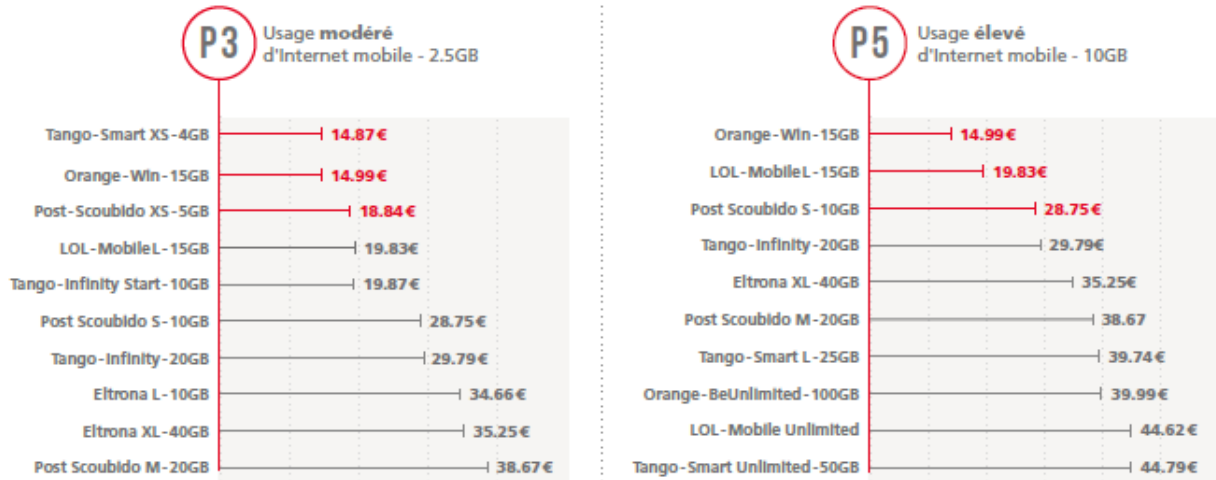 P3
Usage modéré
d'Internet mobile - 2.5GB
Tango-Smart XS-4GB 14.87€
Orange-Win-15GB 14.99€
Post-Scoubido XS-5GB 18.84€
LOL-MobileL-15GB 19.83€
Tango-Infinity Start-10GB 19.87€
Post Scoubido S-10GB 28.75€
Tango-Infinity-20GB 29.79€
Eltrona L-10GB 34.66€
Eltrona XL-40GB 35.25€
Post Scoubido M-20GB 38.67€
P5
Usage élevé
d'Internet mobile - 10GB
Orange-Win-15GB 14.99€
LOL-MobileL-15GB 19.83€
Post Scoubido S-10GB 28.75€
Tango-Infinity-20GB 29.79€
Eltrona XL-40GB 35.25€
Post Scoubido M-20GB 38.67
Tango-Smart L-25GB 39.74€
Orange-BeUnlimited-100GB 39.99€
LOL-Mobile Unlimited 44.62€
Tango-Smart Unlimited-50GB 44.79€